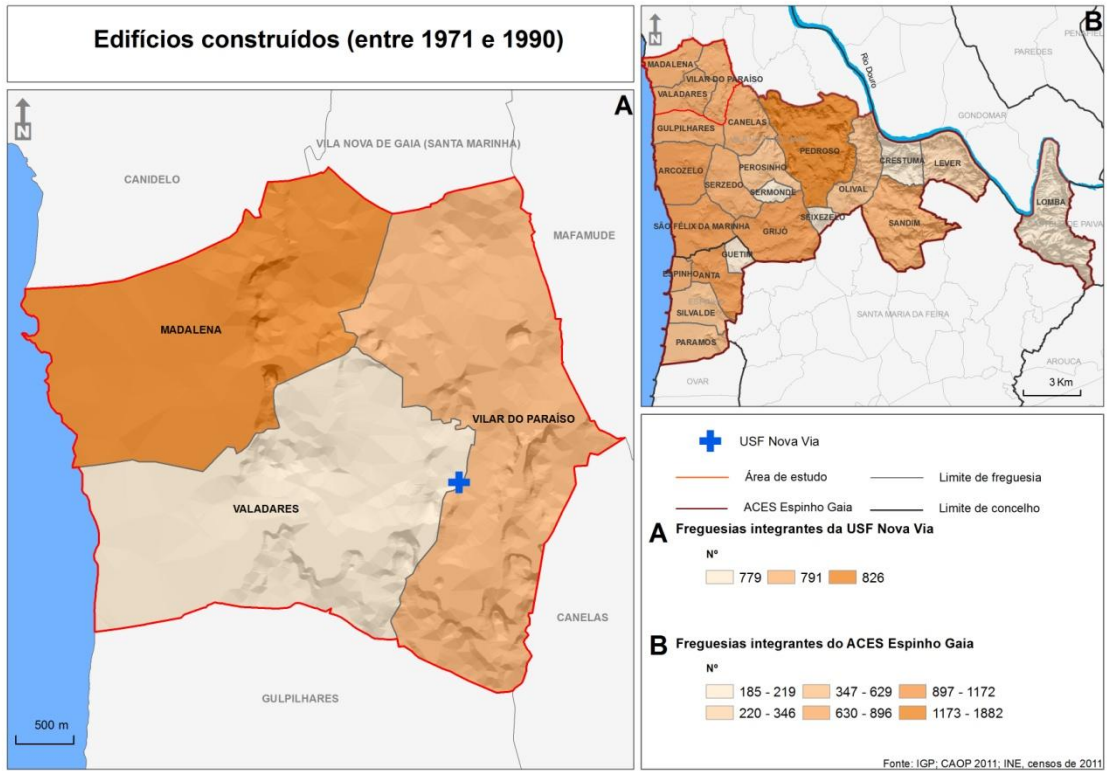 Edifícios construídos (entre 1971 e 1990)
A
N
VILA NOVA DE GAIA (SANTA MARINHA)
CANIDELO
MAFAMUDE
MADALENA
VILAR DO PARAÍSO
VALADARES
CANELAS
GULPILHARES
500 m
B
N
PENAFIEL
PAREDES
Rio Douro
MADALENA
VILAR DO PARAÍSO
VALADARES
GONDOMAR
GULPILHARES
CANELAS
PEDROSO
CRESTUMA
LEVER
ARCOZELO
PEROSINHO
SERZEDO
SERMONDE
OLIVAL
LOMBA
SEIXEZELO
SÃO FÉLIX DA MARINHA
GRIJÓ
SANDIM
DE PAIVA
GUETIM
ESPINHO
ANTA
ESPINHO
SILVALDE
SANTA MARIA DA FEIRA
PARAMOS
AROUCA
OVAR
3 Km
USF Nova Via
Área de estudo
Limite de freguesia
ACES Espinho Gaia
Limite de concelho
A Freguesias integrantes da USF Nova Via
Nº
779 791 826
B Freguesias integrantes do ACES Espinho Gaia
Nº
185 - 219 347 - 629 897 - 1172
220 - 346 630 - 896 1173 - 1882
Fonte: IGP; CAOP 2011; INE, censos de 2011